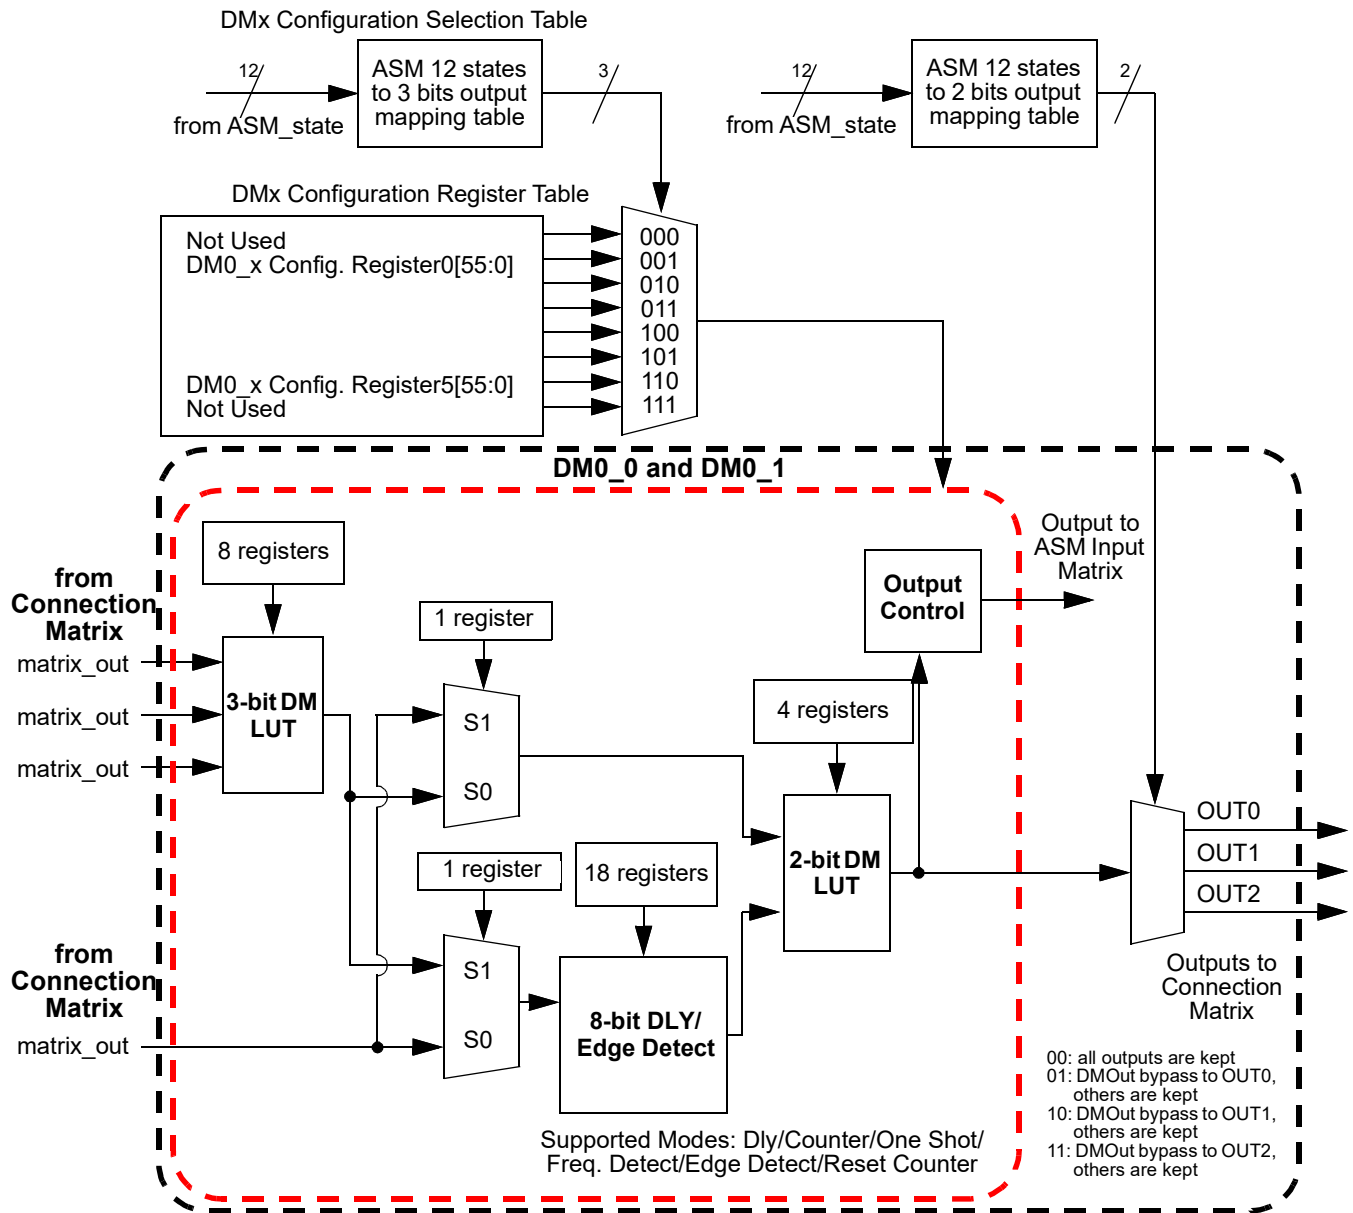 DMx Configuration Selection Table
12
ASM 12 states
to 3 bits output
mapping table
3
from ASM_state
12
ASM 12 states
to 2 bits output
mapping table
2
from ASM_state
DMx Configuration Register Table
Not Used
DM0_x Config. Register0[55:0]
DM0_x Config. Register5[55:0]
Not Used
000
001
010
011
100
101
110
111
DM0_0 and DM0_1
8 registers
from
Connection
Matrix
matrix_out
matrix_out
matrix_out
3-bit DM
LUT
1 register
S1
S0
Output
Control
Output to
ASM Input
Matrix
4 registers
2-bit DM
LUT
1 register
18 registers
S1
S0
8-bit DLY/
Edge Detect
from
Connection
Matrix
matrix_out
OUT0
OUT1
OUT2
Outputs to
Connection
Matrix
Supported Modes: Dly/Counter/One Shot/
Freq. Detect/Edge Detect/Reset Counter
00: all outputs are kept
01: DMOut bypass to OUT0,
others are kept
10: DMOut bypass to OUT1,
others are kept
11: DMOut bypass to OUT2,
others are kept